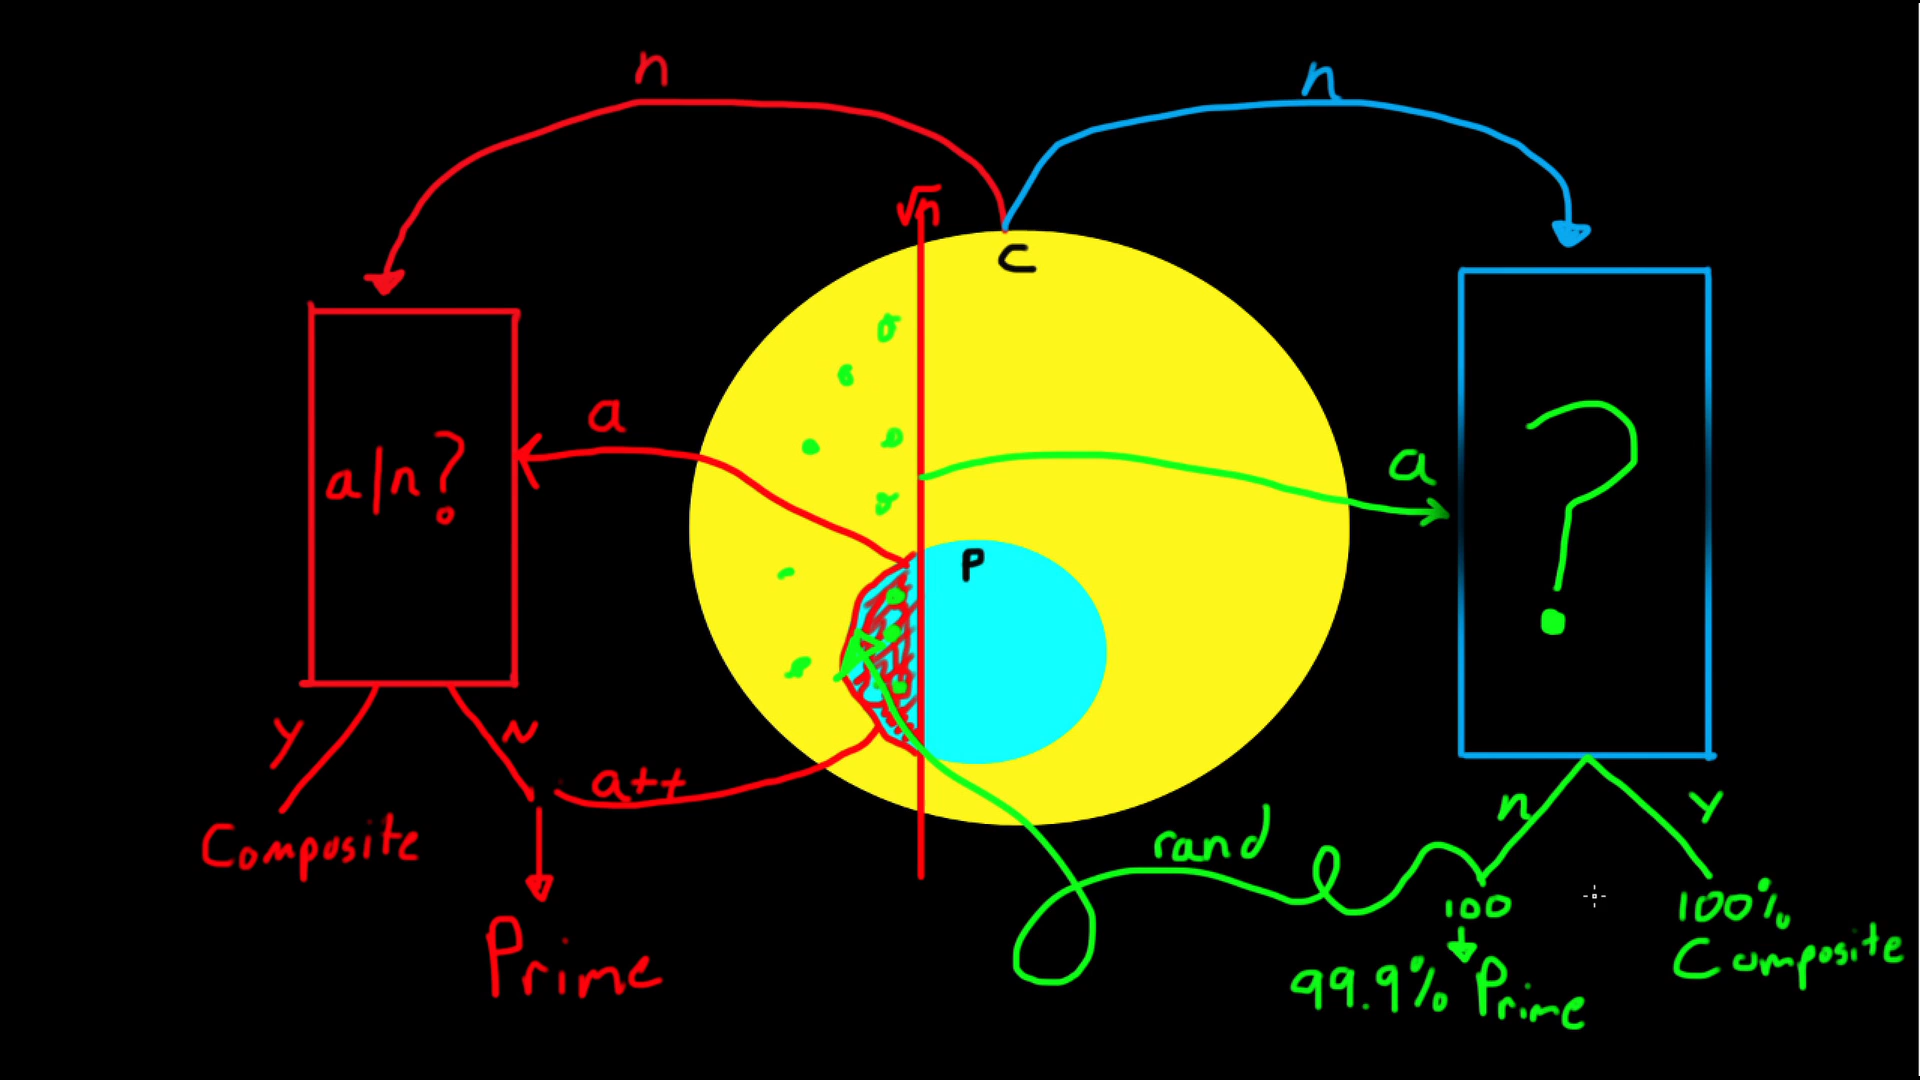 n
n
√n
C
a
a
a|n?
?
P
Y
N
a++
Composite
Prime
rand
n
Y
100
99.9% Prime
100%
Composite